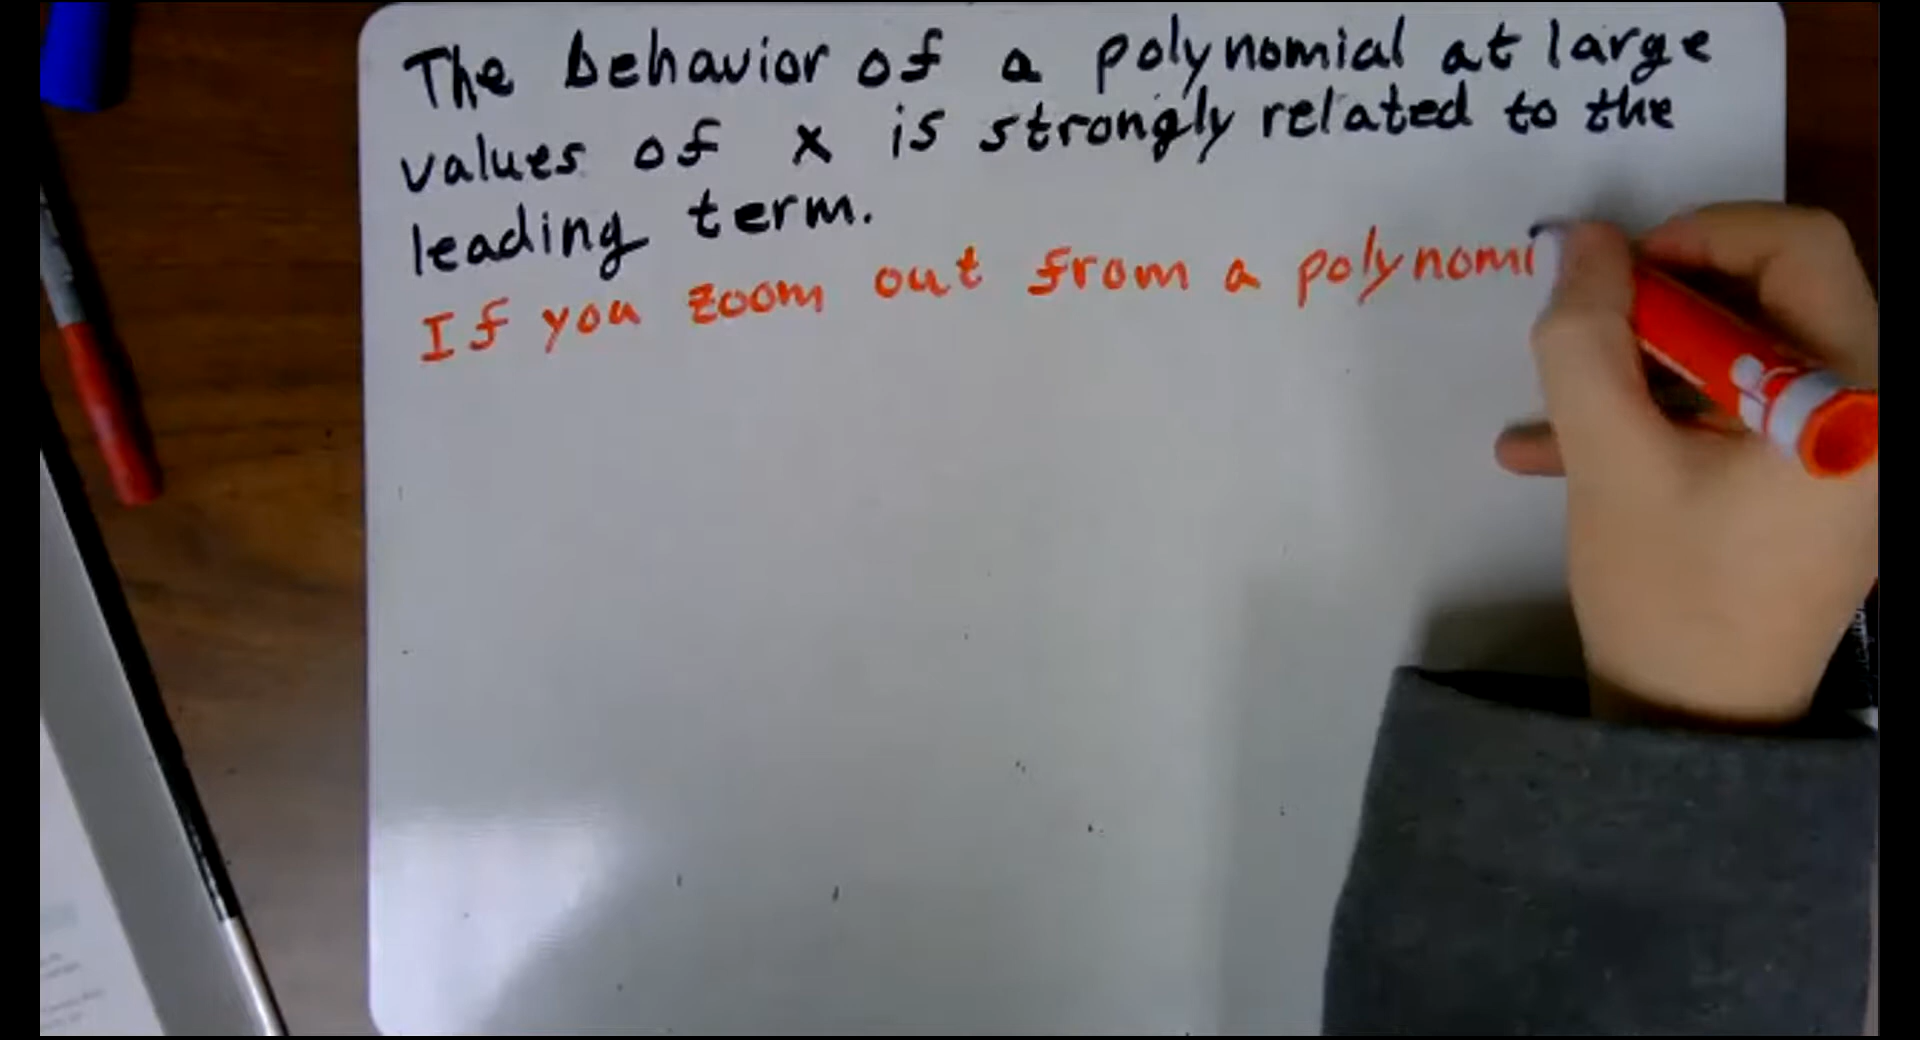 The behavior of a polynomial at large
values of x is strongly related to the
leading term.
If you zoom out from a polynomi